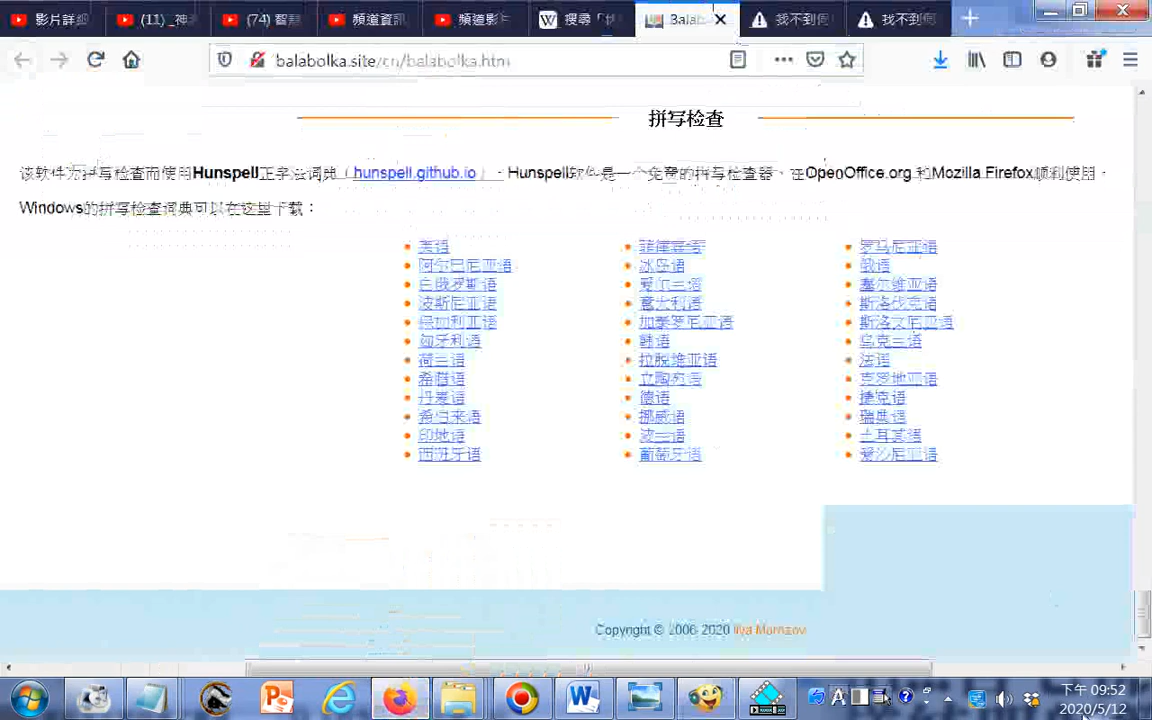 影片詳細
(11) _神
(74) 智慧
頻道資訊
頻道影片
搜尋「
Balab
我不到
我不到
balabolka.site/cn/balabolka.htm
拼写检查
该软件为拼写检查而使用Hunspell正字法词典（hunspell.github.io）。Hunspell软件是一个免费的拼写检查器，在OpenOffice.org 和Mozilla Firefox顺利使用。
Windows的拼写检查词典可以在这里下载：
英语 菲律宾语 罗马尼亚语
阿尔巴尼亚语 冰岛语 俄语
白俄罗斯语 爱尔兰语 塞尔维亚语
波斯尼亚语 意大利语 斯洛伐克语
保加利亚语 加泰罗尼亚语 斯洛文尼亚语
匈牙利语 韩语 乌克兰语
荷兰语 拉脱维亚语 法语
希腊语 立陶宛语 克罗地亚语
丹麦语 德语 捷克语
希伯来语 挪威语 瑞典语
印地语 波兰语 土耳其语
西班牙语 葡萄牙语 爱沙尼亚语
Copyright © 2006-2020 Ilya Morozov
下午 09:52
2020/5/12